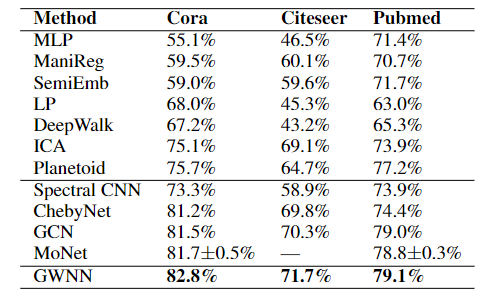 Method Cora Citeseer Pubmed
MLP 55.1% 46.5% 71.4%
ManiReg 59.5% 60.1% 70.7%
SemiEmb 59.0% 59.6% 71.7%
LP 68.0% 45.3% 63.0%
DeepWalk 67.2% 43.2% 65.3%
ICA 75.1% 69.1% 73.9%
Planetoid 75.7% 64.7% 77.2%
Spectral CNN 73.3% 58.9% 73.9%
ChebyNet 81.2% 69.8% 74.4%
GCN 81.5% 70.3% 79.0%
MoNet 81.7±0.5% — 78.8±0.3%
GWNN 82.8% 71.7% 79.1%